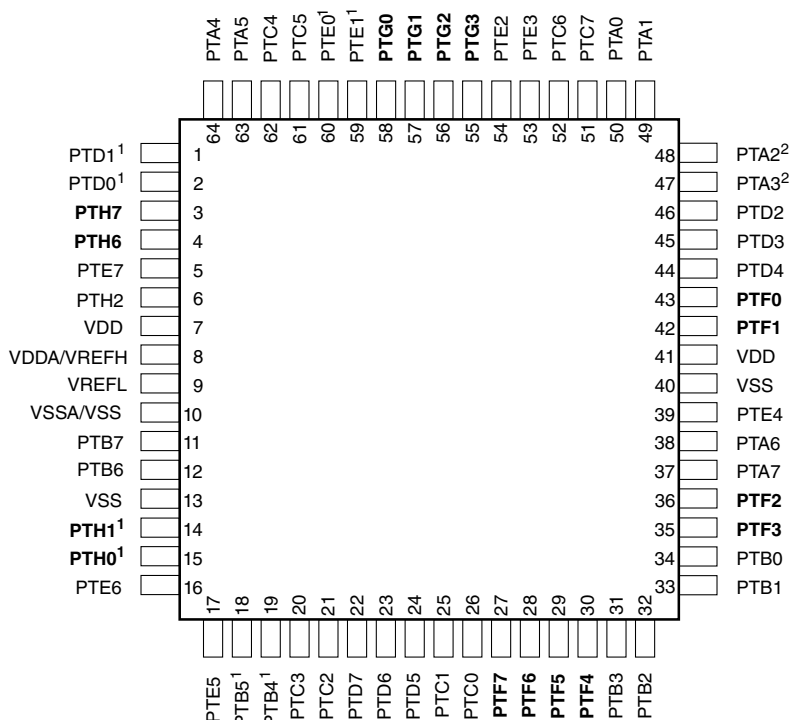 PTA4 PTA5 PTC4 PTC5 PTE0¹ PTE1¹ PTG0 PTG1 PTG2 PTG3 PTE2 PTE3 PTC6 PTC7 PTA0 PTA1
64 63 62 61 60 59 58 57 56 55 54 53 52 51 50 49
PTD1¹ 1 48 PTA2²
PTD0¹ 2 47 PTA3²
PTH7 3 46 PTD2
PTH6 4 45 PTD3
PTE7 5 44 PTD4
PTH2 6 43 PTF0
VDD 7 42 PTF1
VDDA/VREFH 8 41 VDD
VREFL 9 40 VSS
VSSA/VSS 10 39 PTE4
PTB7 11 38 PTA6
PTB6 12 37 PTA7
VSS 13 36 PTF2
PTH1¹ 14 35 PTF3
PTH0¹ 15 34 PTB0
PTE6 16 33 PTB1
17 18 19 20 21 22 23 24 25 26 27 28 29 30 31 32
PTE5 PTB5¹ PTB4¹ PTC3 PTC2 PTD7 PTD6 PTD5 PTC1 PTC0 PTF7 PTF6 PTF5 PTF4 PTB3 PTB2